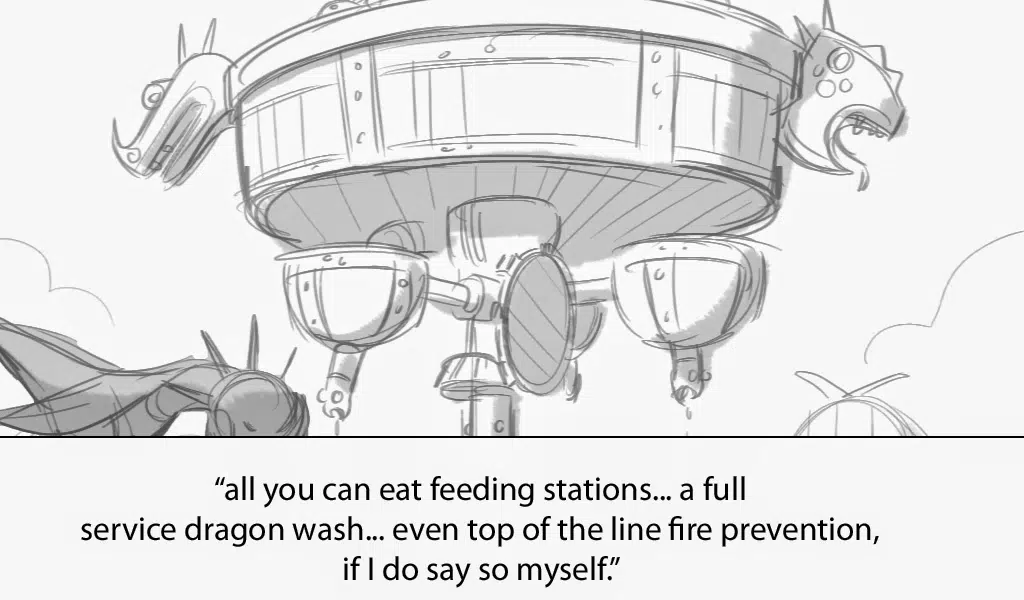 “all you can eat feeding stations... a full
service dragon wash... even top of the line fire prevention,
if I do say so myself.”